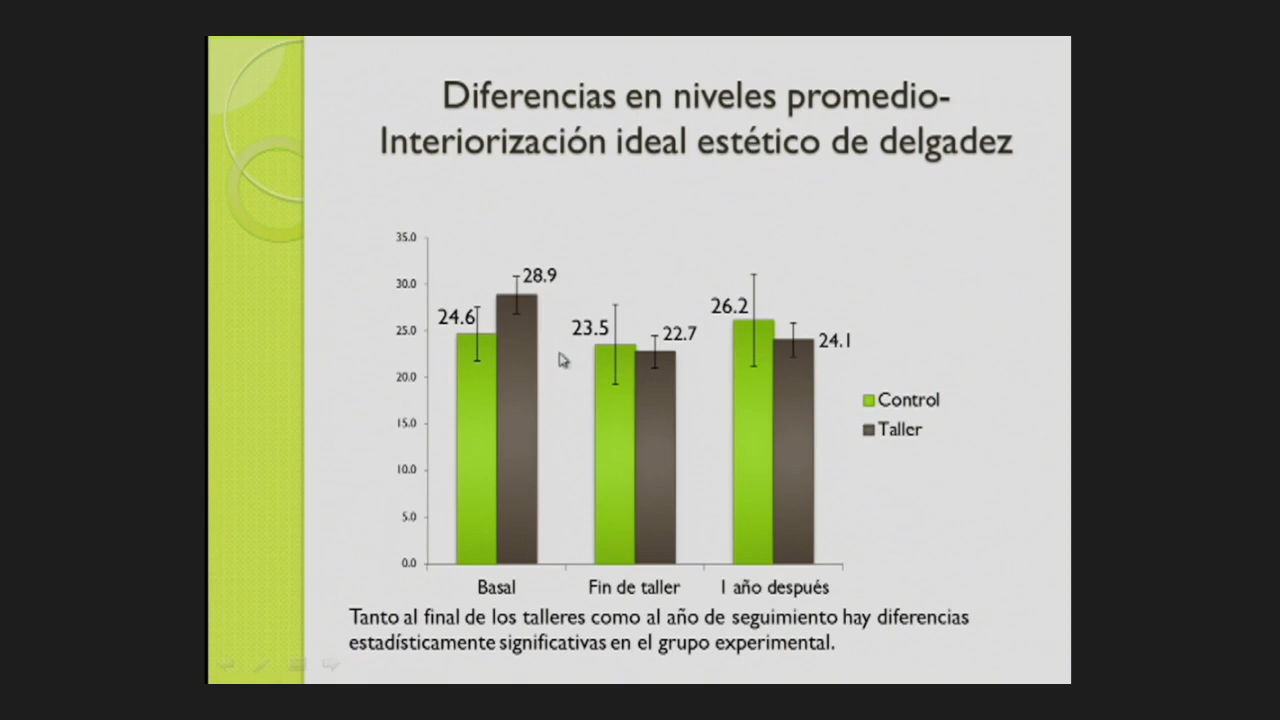 Diferencias en niveles promedio-
Interiorización ideal estético de delgadez
35.0
30.0
25.0
20.0
15.0
10.0
5.0
0.0
24.6
28.9
23.5
22.7
26.2
24.1
Control
Taller
Basal
Fin de taller
1 año después
Tanto al final de los talleres como al año de seguimiento hay diferencias
estadísticamente significativas en el grupo experimental.